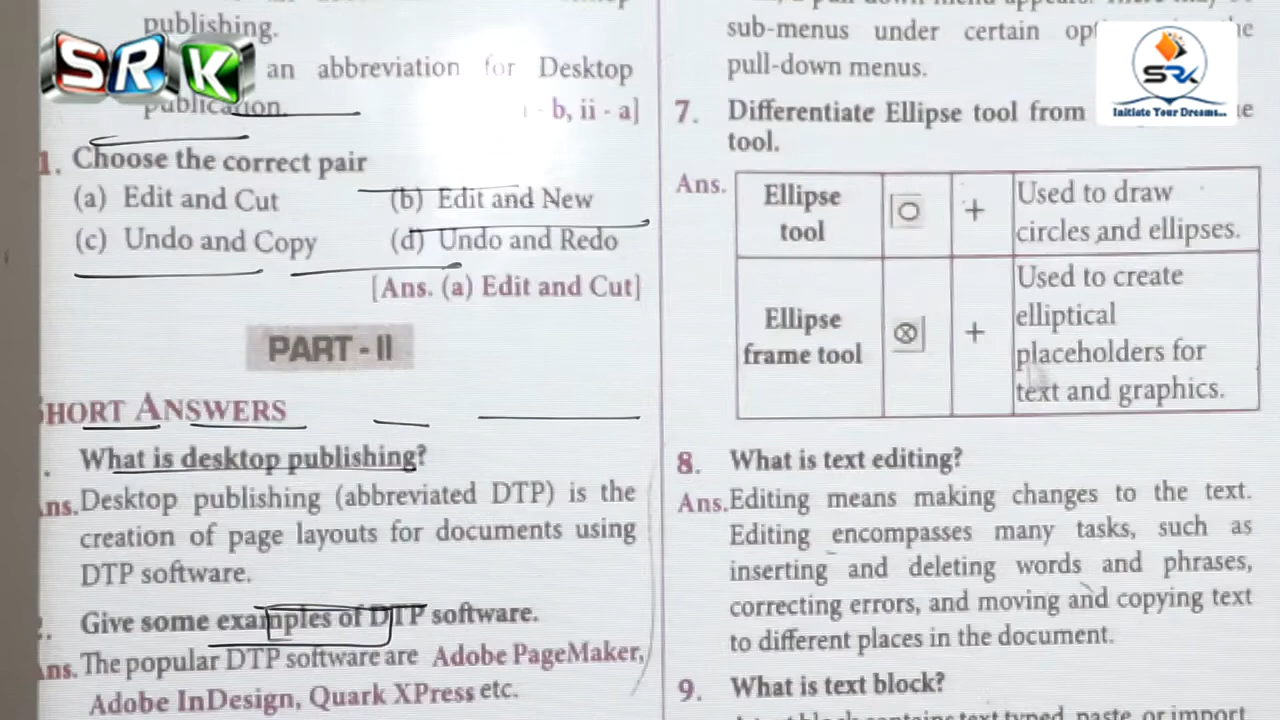 publishing.
SRK
an abbreviation for Desktop
publication.
- b, ii - a]
1. Choose the correct pair
(a) Edit and Cut (b) Edit and New
(c) Undo and Copy (d) Undo and Redo
[Ans. (a) Edit and Cut]
PART - II
SHORT ANSWERS
. What is desktop publishing?
Ans. Desktop publishing (abbreviated DTP) is the
creation of page layouts for documents using
DTP software.
Give some examples of DTP software.
Ans. The popular DTP software are Adobe PageMaker,
Adobe InDesign, Quark XPress etc.
sub-menus under certain
pull-down menus.
SRK
Initiate Your Dreams...
7. Differentiate Ellipse tool from
tool.
Ans.
Ellipse
tool
+
Used to draw
circles and ellipses.
Ellipse
frame tool
+
Used to create
elliptical
placeholders for
text and graphics.
8. What is text editing?
Ans. Editing means making changes to the text.
Editing encompasses many tasks, such as
inserting and deleting words and phrases,
correcting errors, and moving and copying text
to different places in the document.
9. What is text block?